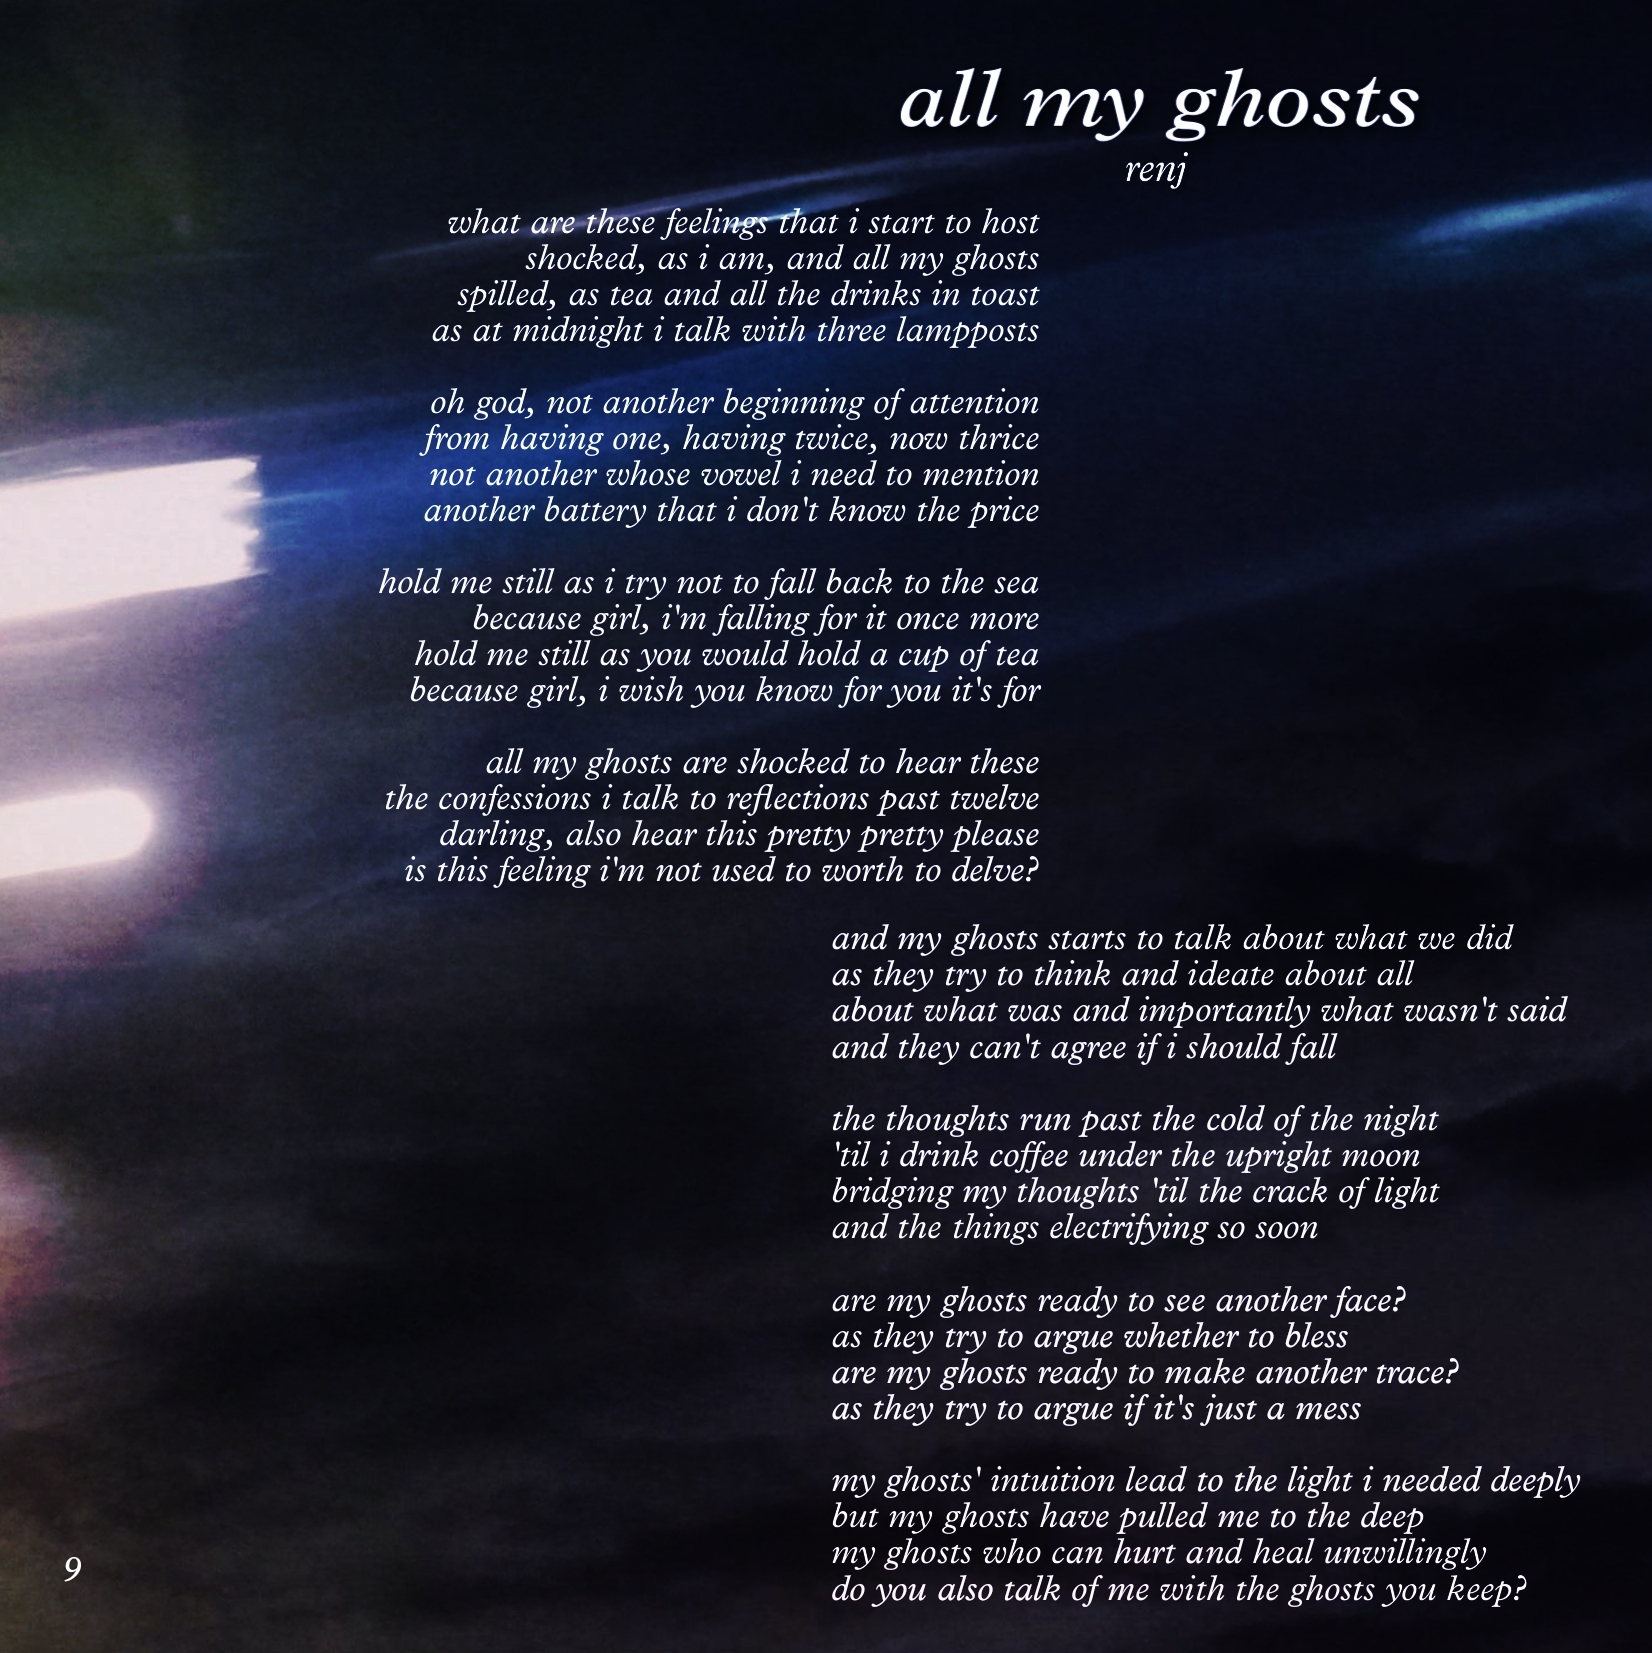 all my ghosts
renj
what are these feelings that i start to host
shocked, as i am, and all my ghosts
spilled, as tea and all the drinks in toast
as at midnight i talk with three lampposts
oh god, not another beginning of attention
from having one, having twice, now thrice
not another whose vowel i need to mention
another battery that i don't know the price
hold me still as i try not to fall back to the sea
because girl, i'm falling for it once more
hold me still as you would hold a cup of tea
because girl, i wish you know for you it's for
all my ghosts are shocked to hear these
the confessions i talk to reflections past twelve
darling, also hear this pretty pretty please
is this feeling i'm not used to worth to delve?
and my ghosts starts to talk about what we did
as they try to think and ideate about all
about what was and importantly what wasn't said
and they can't agree if i should fall
the thoughts run past the cold of the night
'til i drink coffee under the upright moon
bridging my thoughts 'til the crack of light
and the things electrifying so soon
are my ghosts ready to see another face?
as they try to argue whether to bless
are my ghosts ready to make another trace?
as they try to argue if it's just a mess
my ghosts' intuition lead to the light i needed deeply
but my ghosts have pulled me to the deep
my ghosts who can hurt and heal unwillingly
do you also talk of me with the ghosts you keep?
9